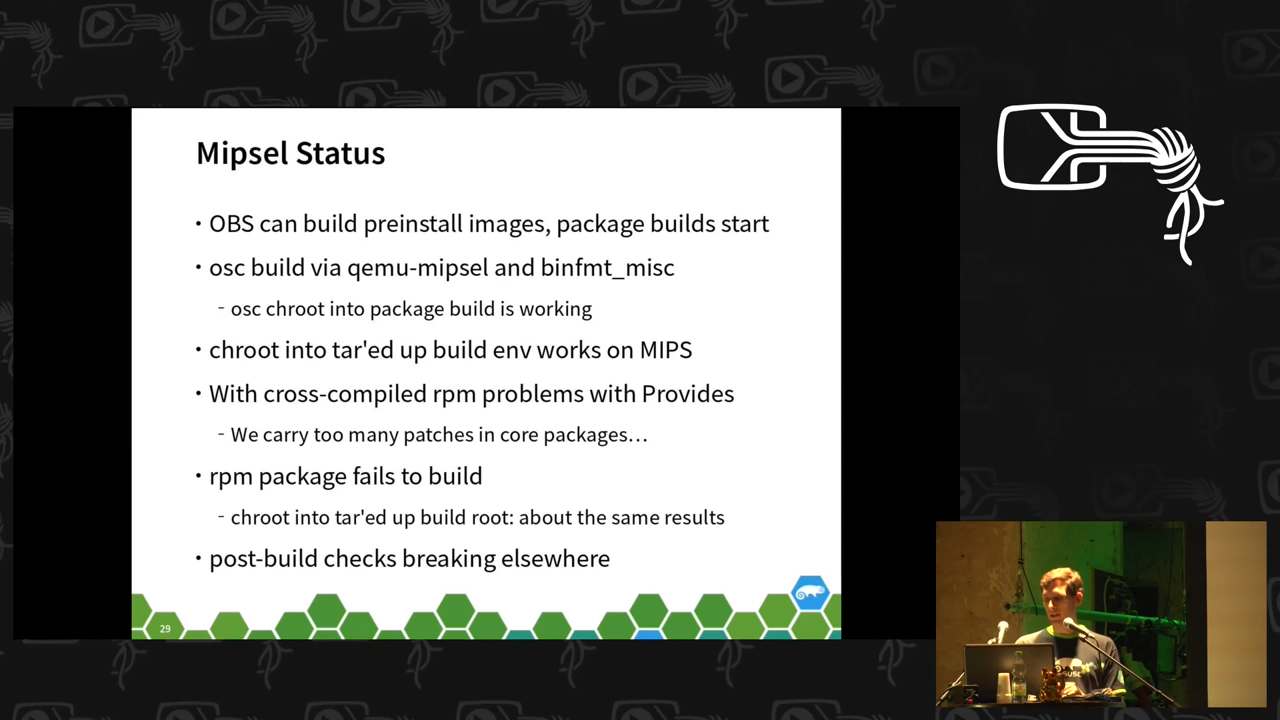 Mipsel Status
• OBS can build preinstall images, package builds start
• osc build via qemu-mipsel and binfmt_misc
- osc chroot into package build is working
• chroot into tar'ed up build env works on MIPS
• With cross-compiled rpm problems with Provides
- We carry too many patches in core packages…
• rpm package fails to build
- chroot into tar'ed up build root: about the same results
• post-build checks breaking elsewhere
29